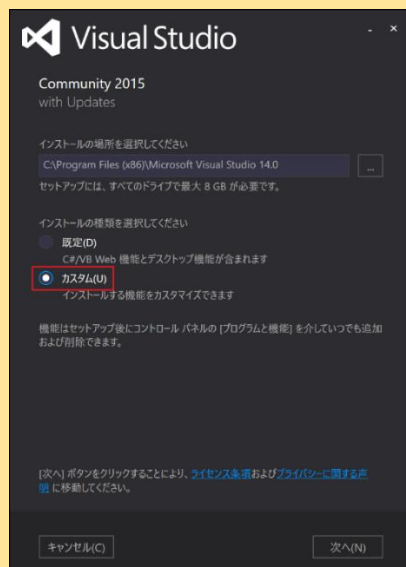 Visual Studio
Community 2015
with Updates
インストールの場所を選択してください
C:\Program Files (x86)\Microsoft Visual Studio 14.0
...
セットアップには、すべてのドライブで最大 8 GB が必要です。
インストールの種類を選択してください
既定(D)
C#/VB Web 機能とデスクトップ機能が含まれます
カスタム(U)
インストールする機能をカスタマイズできます
機能はセットアップ後にコントロール パネルの [プログラムと機能] を介していつでも追加
および削除できます。
[次へ] ボタンをクリックすることにより、ライセンス条項およびプライバシーに関する声
明 に移動してください。
キャンセル(C)
次へ(N)